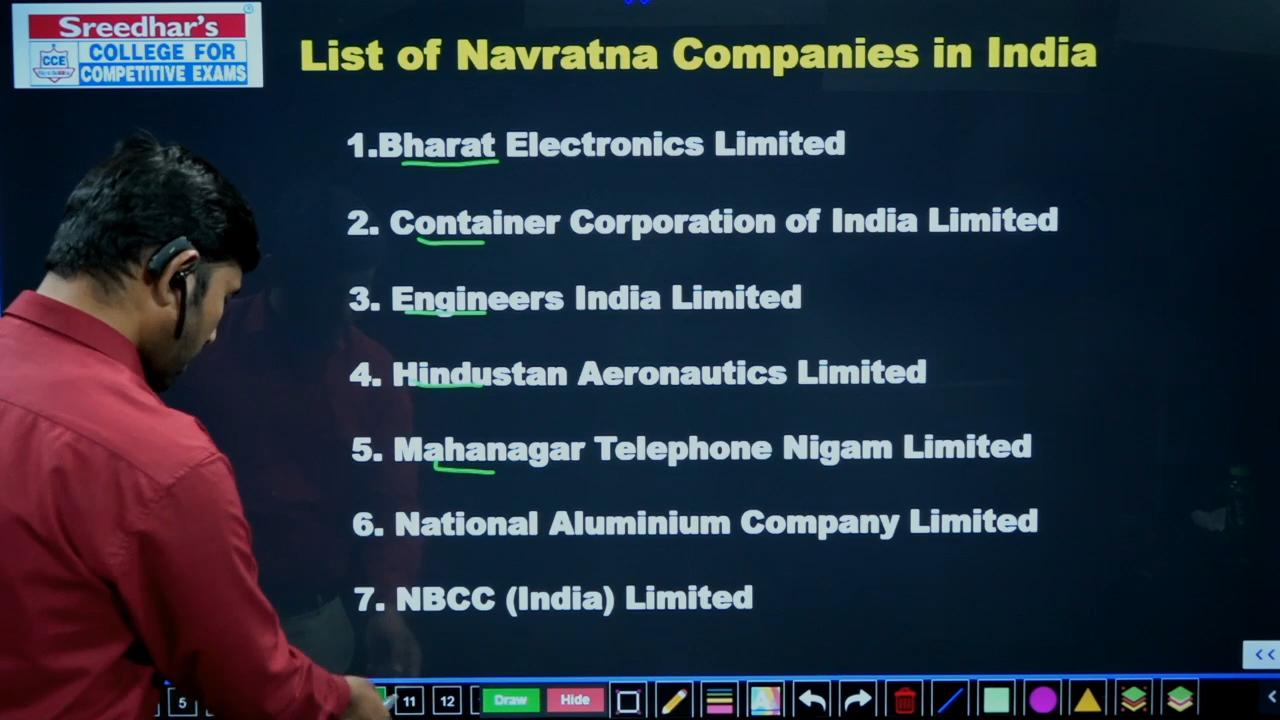 Sreedhar's
CCE
COLLEGE FOR
COMPETITIVE EXAMS
List of Navratna Companies in India
1.Bharat Electronics Limited
2. Container Corporation of India Limited
3. Engineers India Limited
4. Hindustan Aeronautics Limited
5. Mahanagar Telephone Nigam Limited
6. National Aluminium Company Limited
7. NBCC (India) Limited
<<
5 11 12 Draw Hide